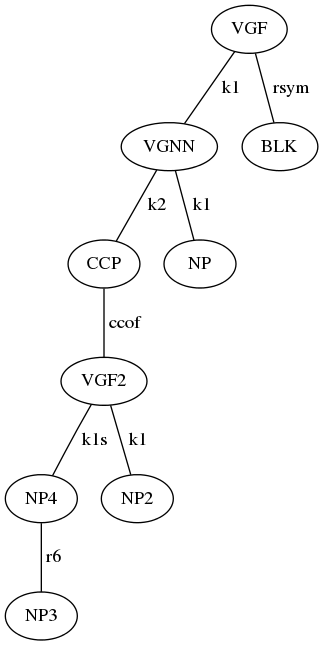 VGF
k1 rsym
VGNN BLK
k2 k1
CCP NP
ccof
VGF2
k1s k1
NP4 NP2
r6
NP3